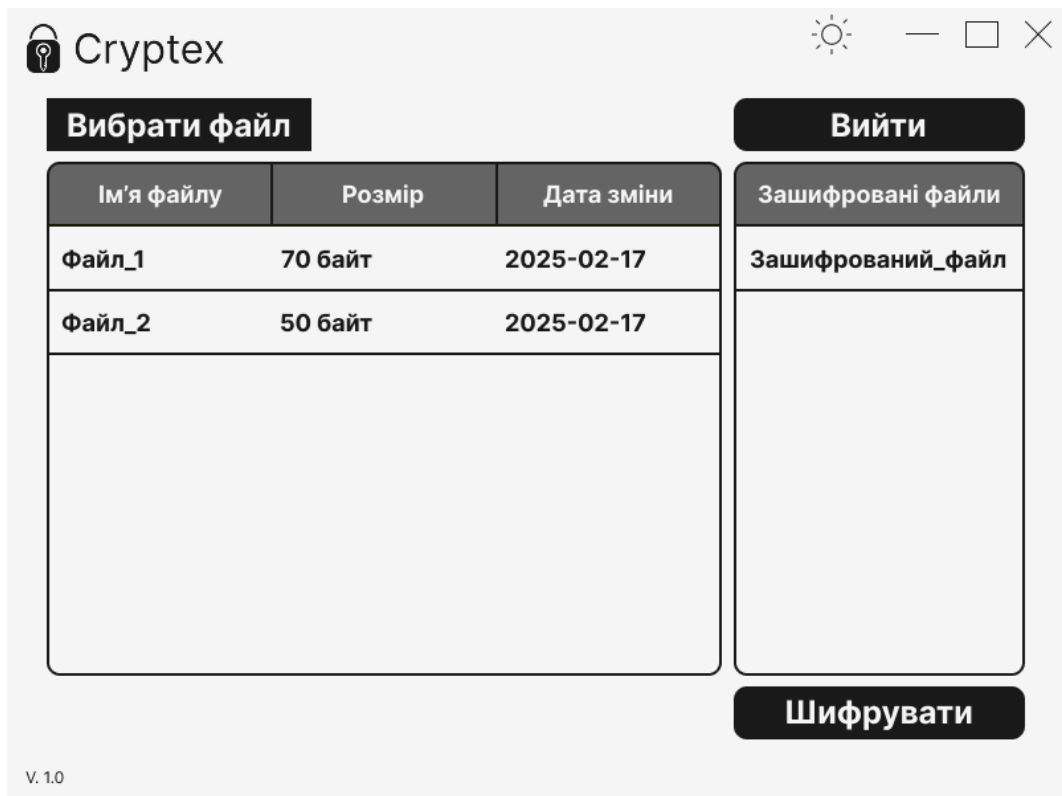 Cryptex
Вибрати файл
Вийти
Ім’я файлу Розмір Дата зміни
Зашифровані файли
Файл_1 70 байт 2025-02-17
Зашифрований_файл
Файл_2 50 байт 2025-02-17
Шифрувати
V. 1.0